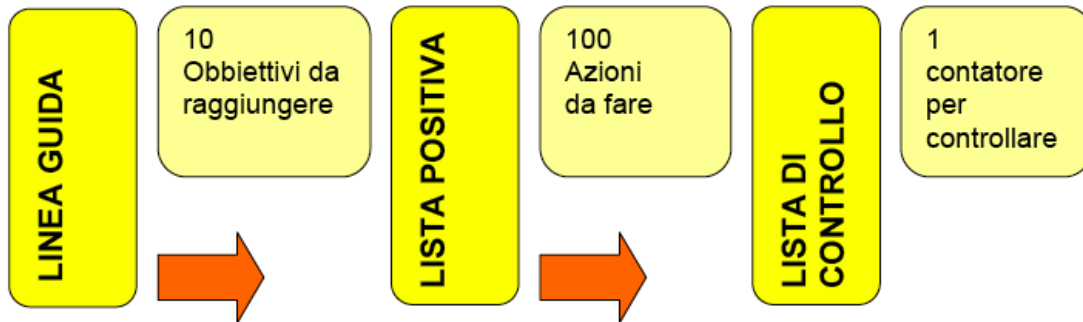 LINEA GUIDA
10
Obbiettivi da
raggiungere
LISTA POSITIVA
100
Azioni
da fare
LISTA DI
CONTROLLO
1
contatore
per
controllare